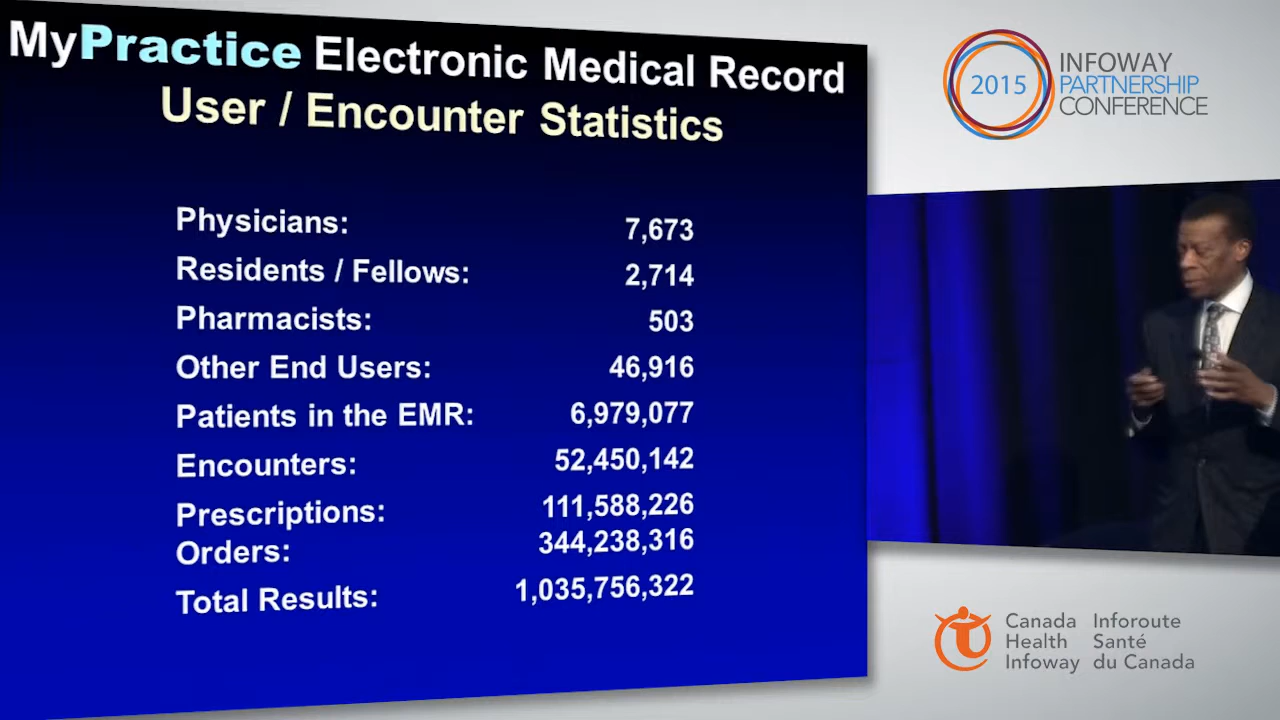 MyPractice Electronic Medical Record
User / Encounter Statistics
Physicians: 7,673
Residents / Fellows: 2,714
Pharmacists: 503
Other End Users: 46,916
Patients in the EMR: 6,979,077
Encounters: 52,450,142
Prescriptions: 111,588,226
Orders: 344,238,316
Total Results: 1,035,756,322
2015
INFOWAY
PARTNERSHIP
CONFERENCE
Canada Inforoute
Health Santé
Infoway du Canada